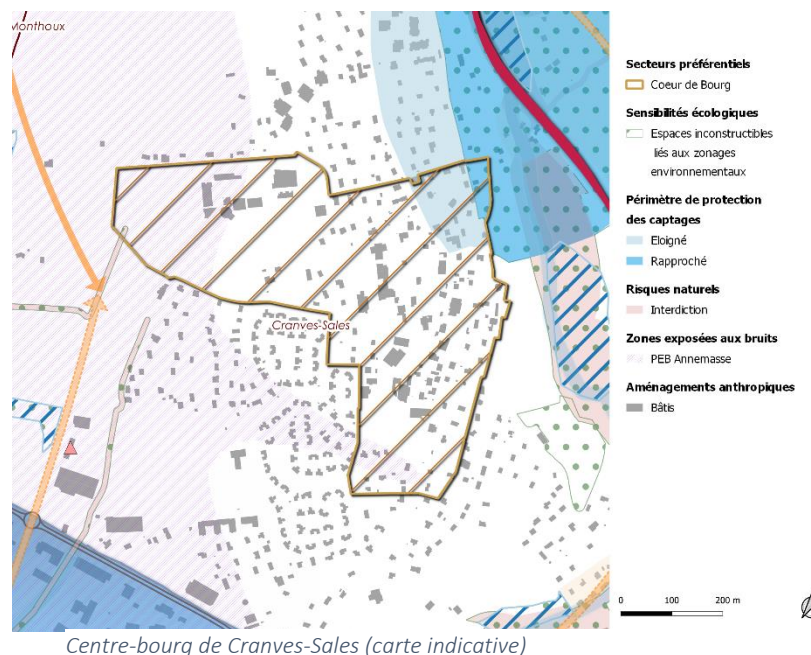 Monthoux
Cranves-Sales
Secteurs préférentiels
Coeur de Bourg
Sensibilités écologiques
Espaces inconstructibles
liés aux zonages
environmentaux
Périmètre de protection
des captages
Eloigné
Rapproché
Risques naturels
Interdiction
Zones exposées aux bruits
PEB Annemasse
Aménagements anthropiques
Bâtis
0 100 200 m
Centre-bourg de Cranves-Sales (carte indicative)